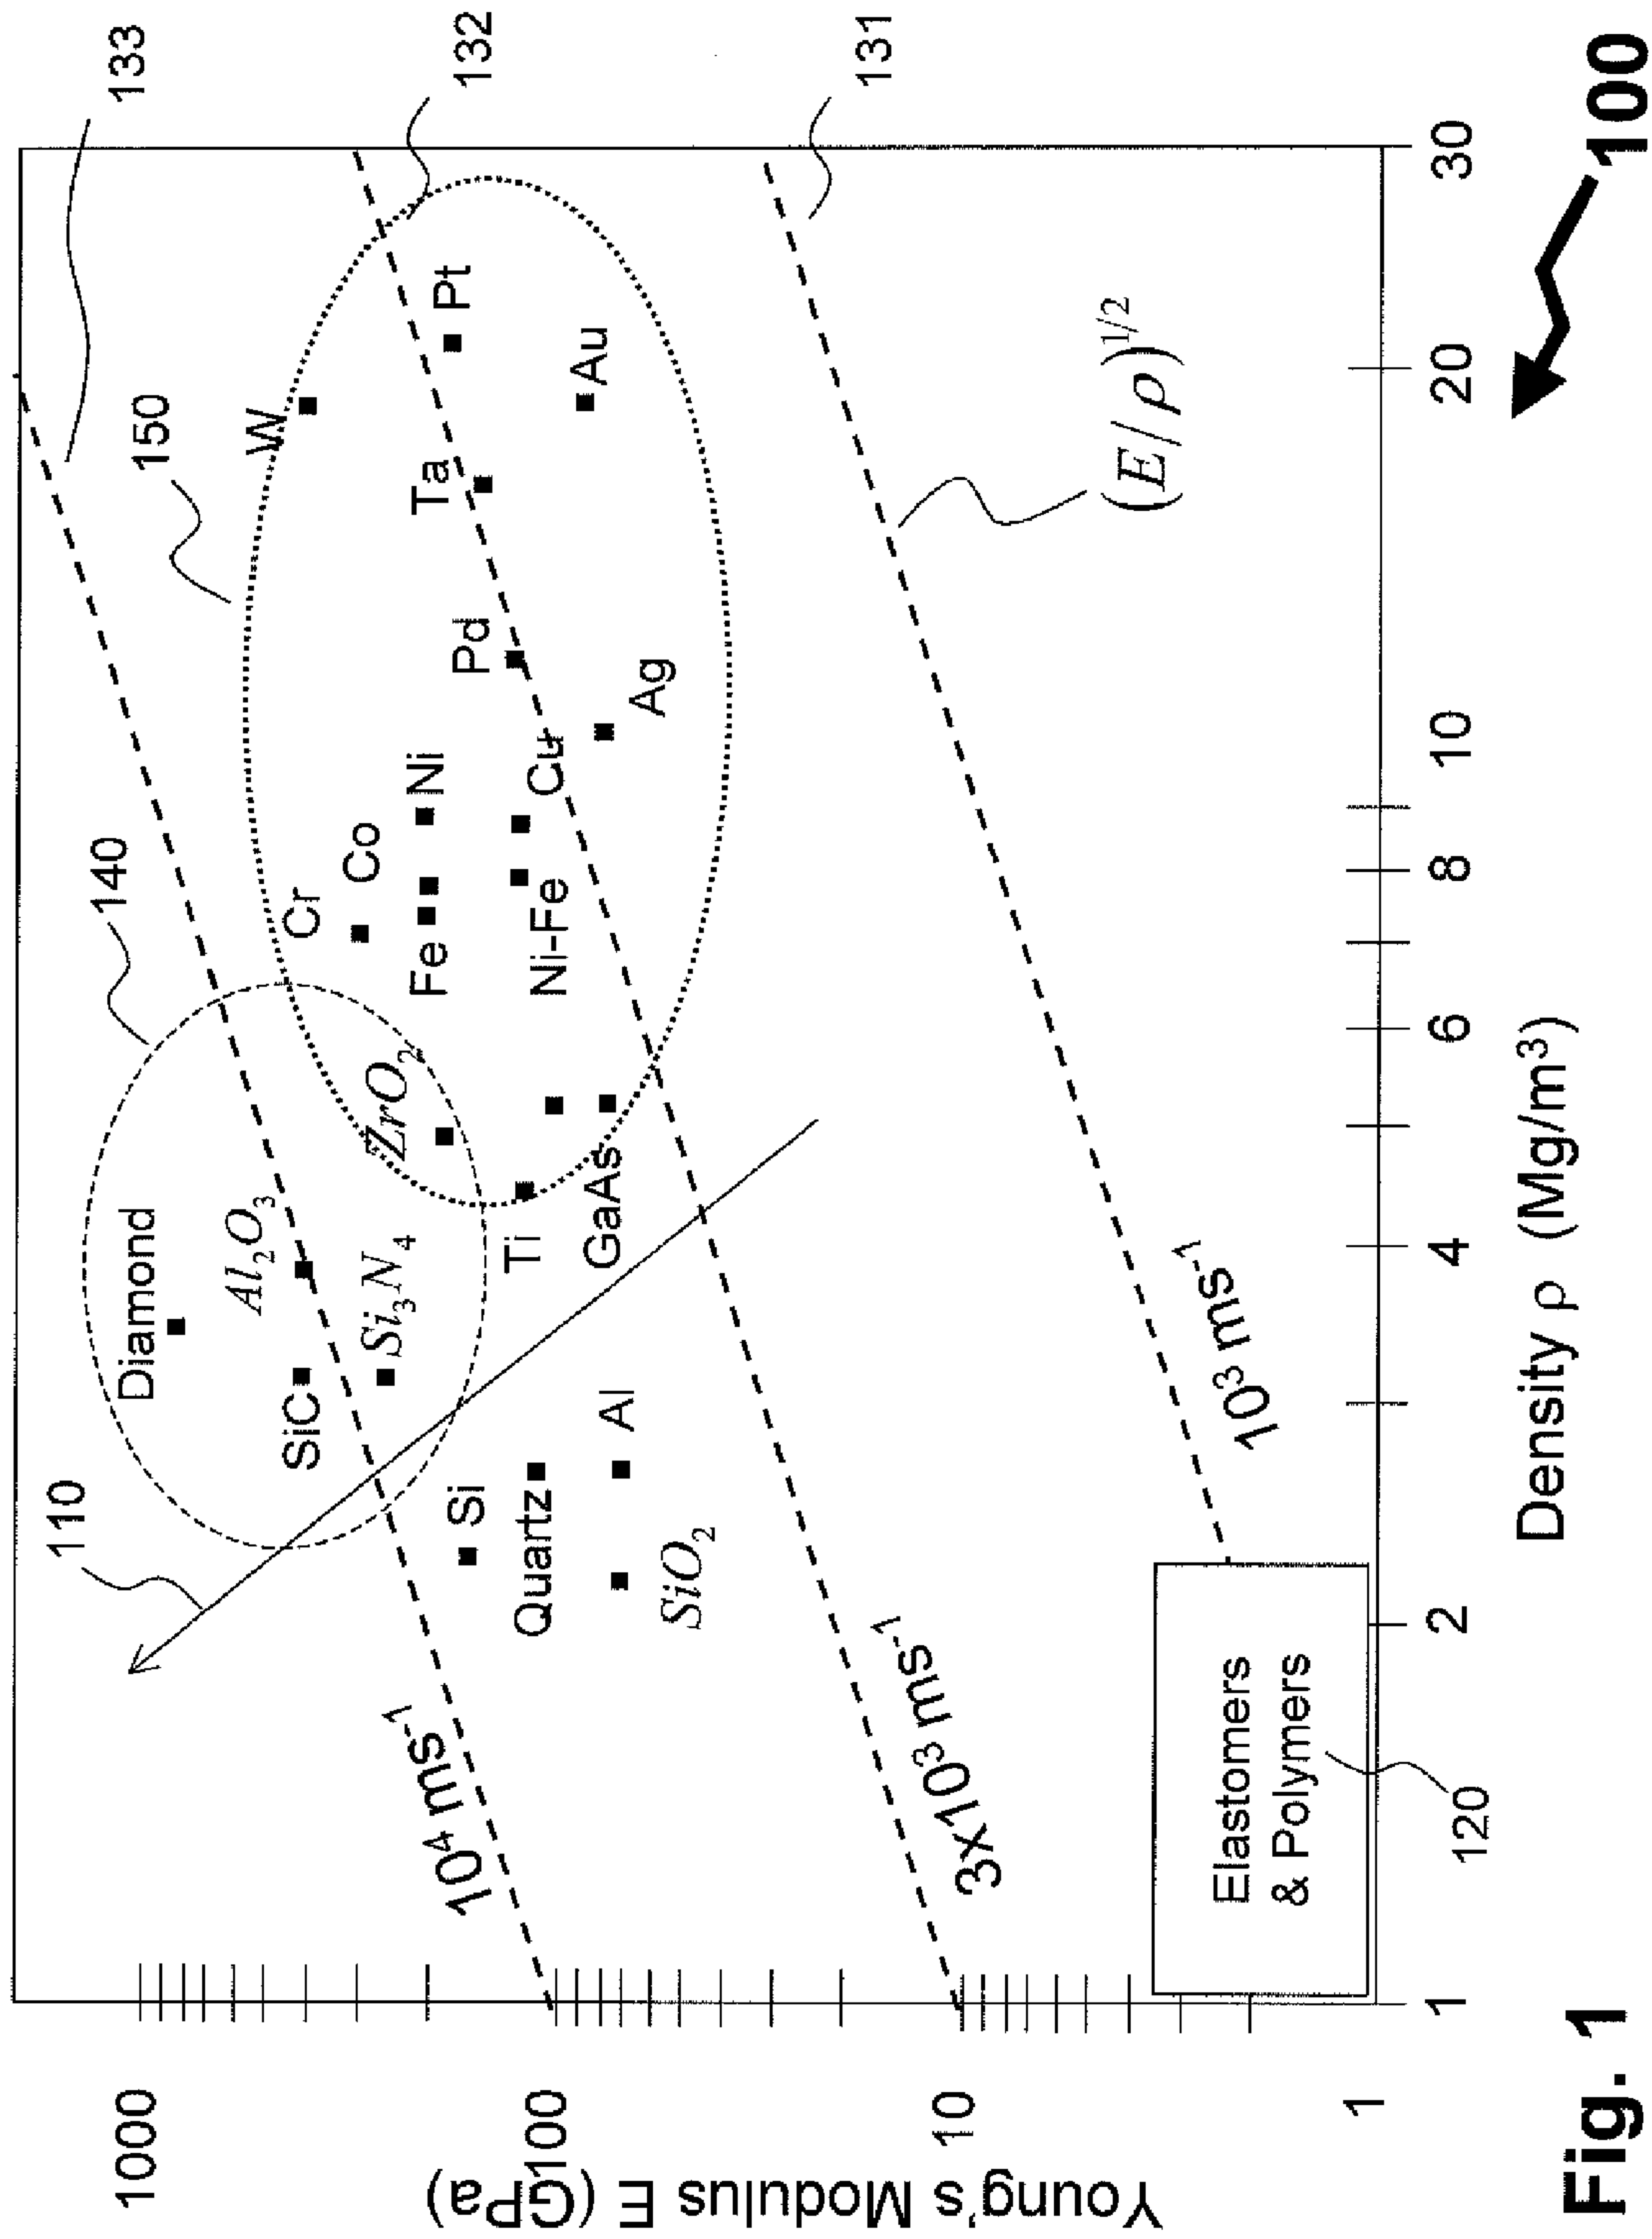 133
132
131
150
140
110
W
Pt
Ta
Au
Pd
Ag
Ni
Cu
Co
Cr
Fe
Ni-Fe
ZrO2
Diamond
Al2O3
Si3N4
SiC
Ti
GaAs
Si
Quartz
Al
SiO2
(E/ρ)1/2
10⁴ ms⁻¹
3x10³ ms⁻¹
10³ ms⁻¹
Elastomers
& Polymers
120
1000
100
10
1
Young's Modulus E (GPa)
1
2
4
6
8
10
20
30
Density ρ (Mg/m³)
100
Fig. 1